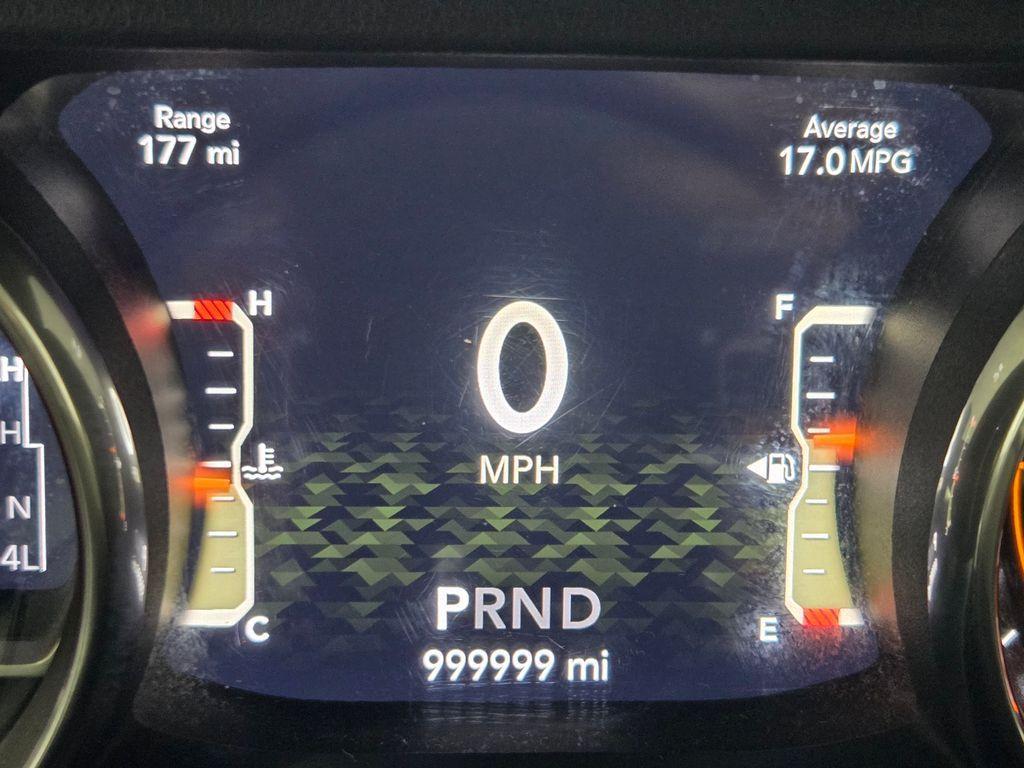 Range
177 mi
Average
17.0 MPG
H
F
H
H
0
MPH
N
4L
PRND
C
E
999999 mi